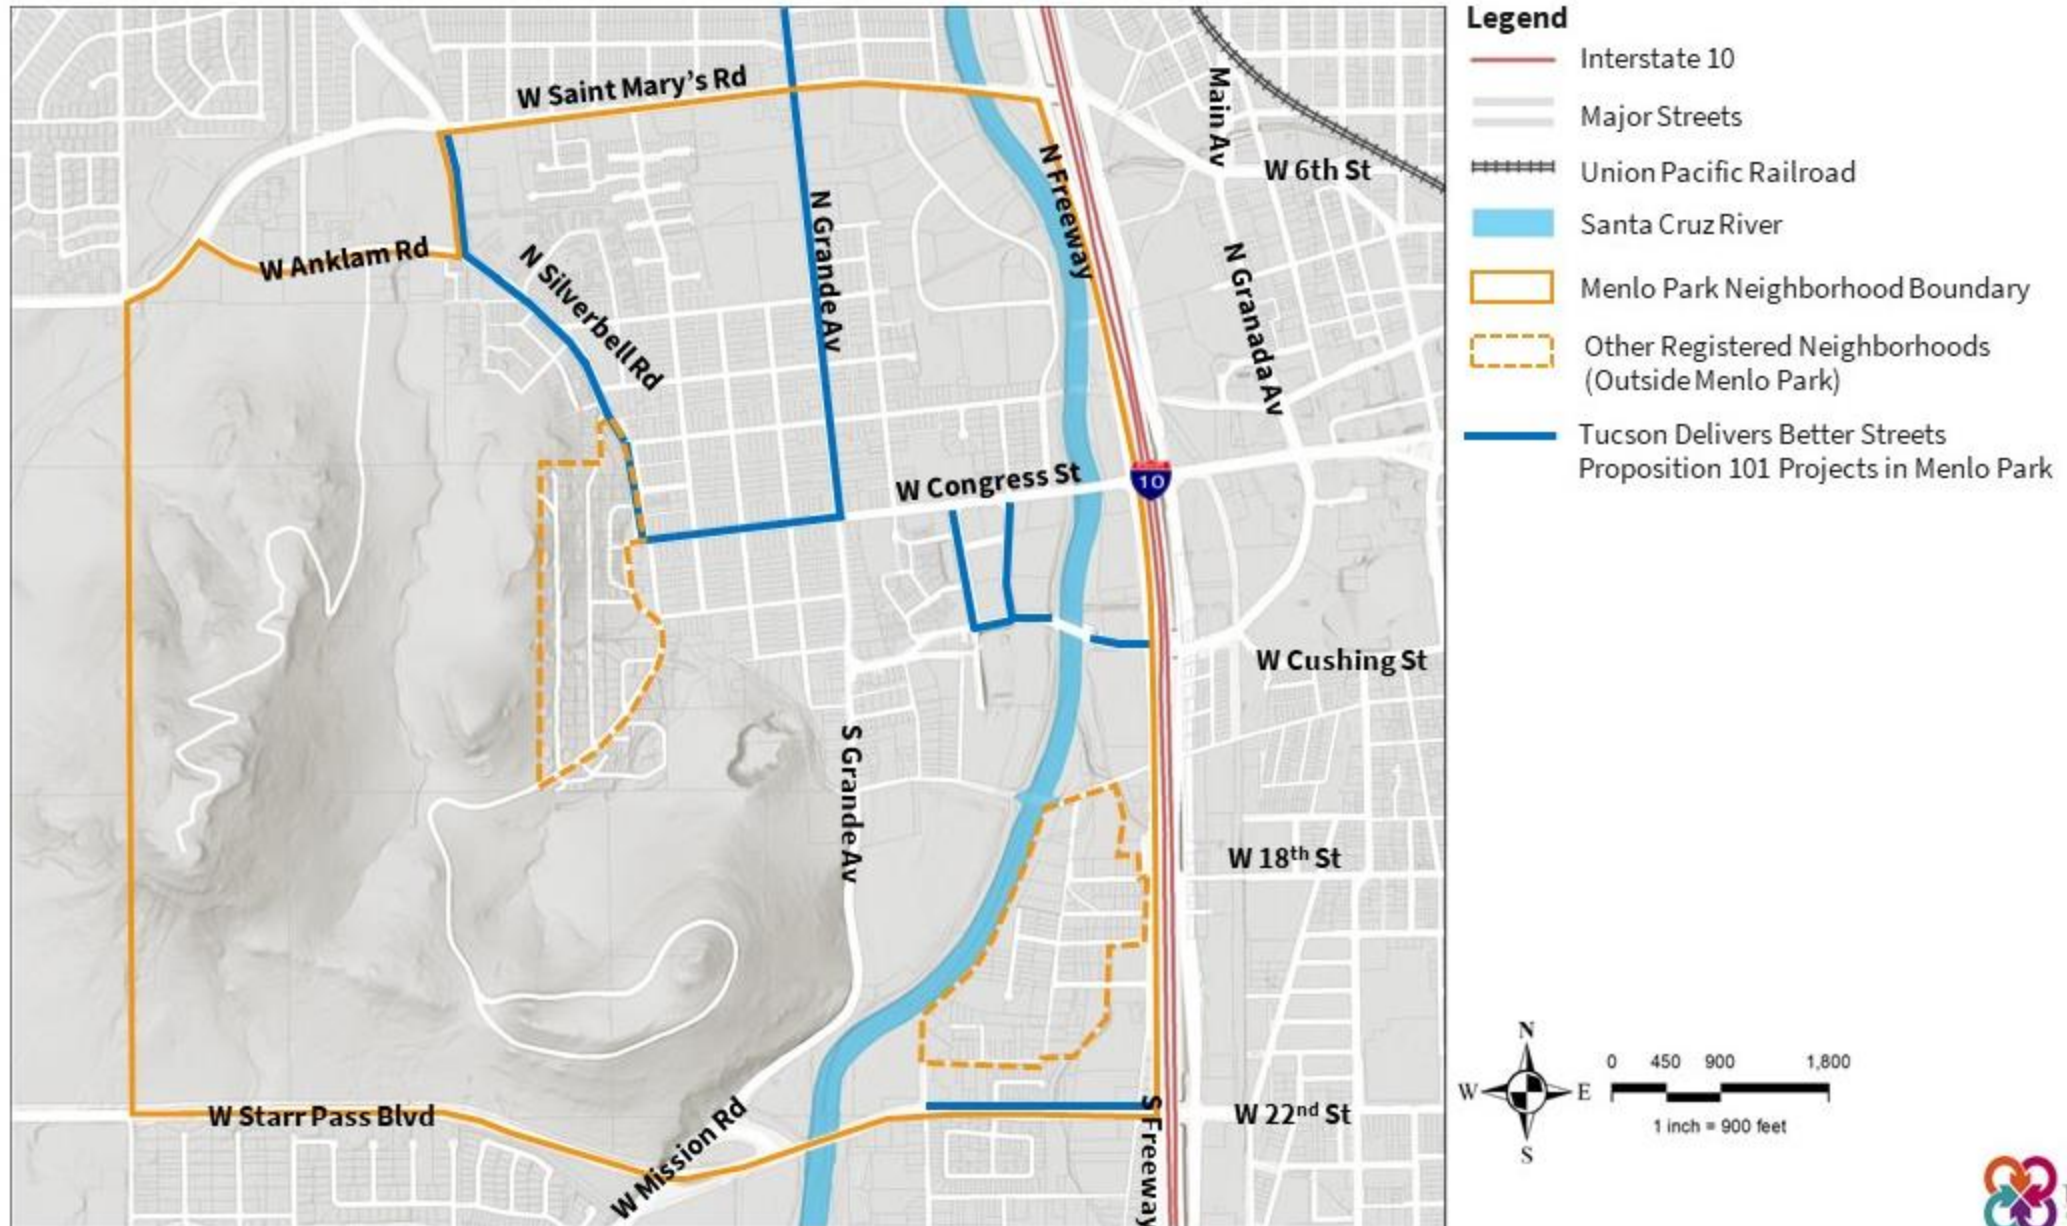 Legend
Interstate 10
Major Streets
Union Pacific Railroad
Santa Cruz River
Menlo Park Neighborhood Boundary
Other Registered Neighborhoods
(Outside Menlo Park)
Tucson Delivers Better Streets
Proposition 101 Projects in Menlo Park
W Saint Mary’s Rd
Main Av
W 6th St
N Freeway
N Grande Av
W Anklam Rd
N Silverbell Rd
N Granada Av
W Congress St
10
W Cushing St
S Grande Av
W 18th St
W Starr Pass Blvd
W Mission Rd
W 22nd St
S Freeway
N
W
E
S
0 450 900 1,800
1 inch = 900 feet